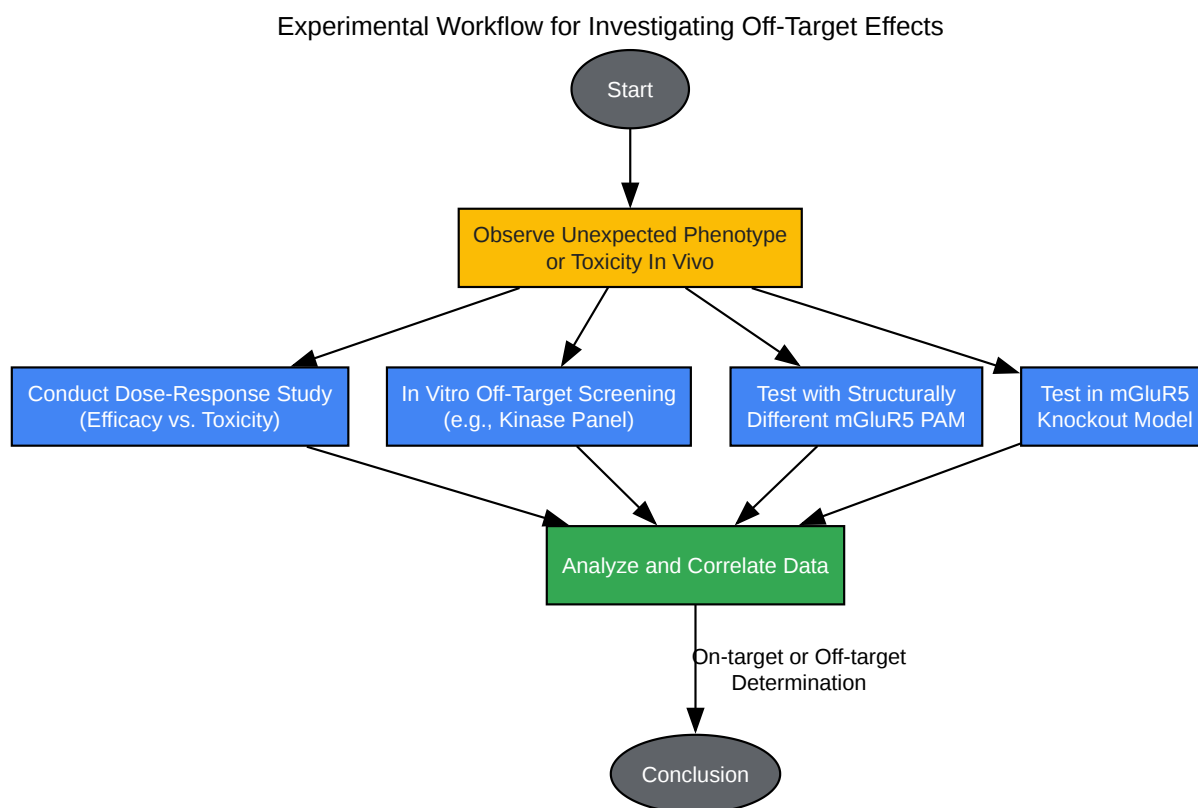 Experimental Workflow for Investigating Off-Target Effects
Start
Observe Unexpected Phenotype
or Toxicity In Vivo
Conduct Dose-Response Study
(Efficacy vs. Toxicity)
In Vitro Off-Target Screening
(e.g., Kinase Panel)
Test with Structurally
Different mGluR5 PAM
Test in mGluR5
Knockout Model
Analyze and Correlate Data
On-target or Off-target
Determination
Conclusion